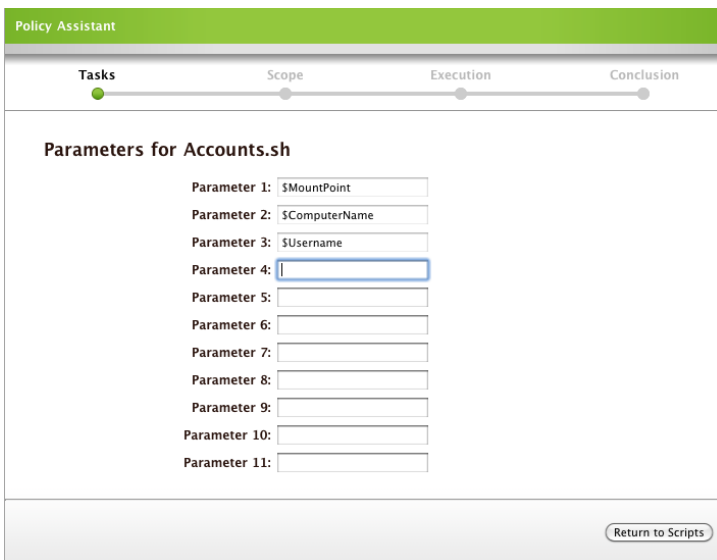 Policy Assistant
Tasks Scope Execution Conclusion
Parameters for Accounts.sh
Parameter 1: $MountPoint
Parameter 2: $ComputerName
Parameter 3: $Username
Parameter 4:
Parameter 5:
Parameter 6:
Parameter 7:
Parameter 8:
Parameter 9:
Parameter 10:
Parameter 11:
Return to Scripts